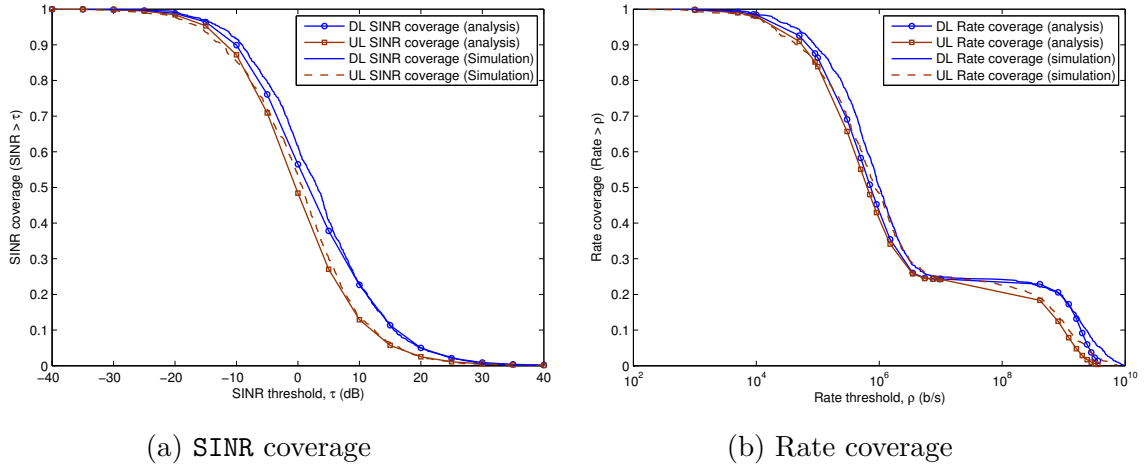 DL SINR coverage (analysis)
UL SINR coverage (analysis)
DL SINR coverage (Simulation)
UL SINR coverage (Simulation)
SINR coverage (SINR > τ)
1
0.9
0.8
0.7
0.6
0.5
0.4
0.3
0.2
0.1
0
−40 −30 −20 −10 0 10 20 30 40
SINR threshold, τ (dB)
(a) SINR coverage
DL Rate coverage (analysis)
UL Rate coverage (analysis)
DL Rate coverage (simulation)
UL Rate coverage (simulation)
Rate coverage (Rate > ρ)
1
0.9
0.8
0.7
0.6
0.5
0.4
0.3
0.2
0.1
0
10^2 10^4 10^6 10^8 10^10
Rate threshold, ρ (b/s)
(b) Rate coverage